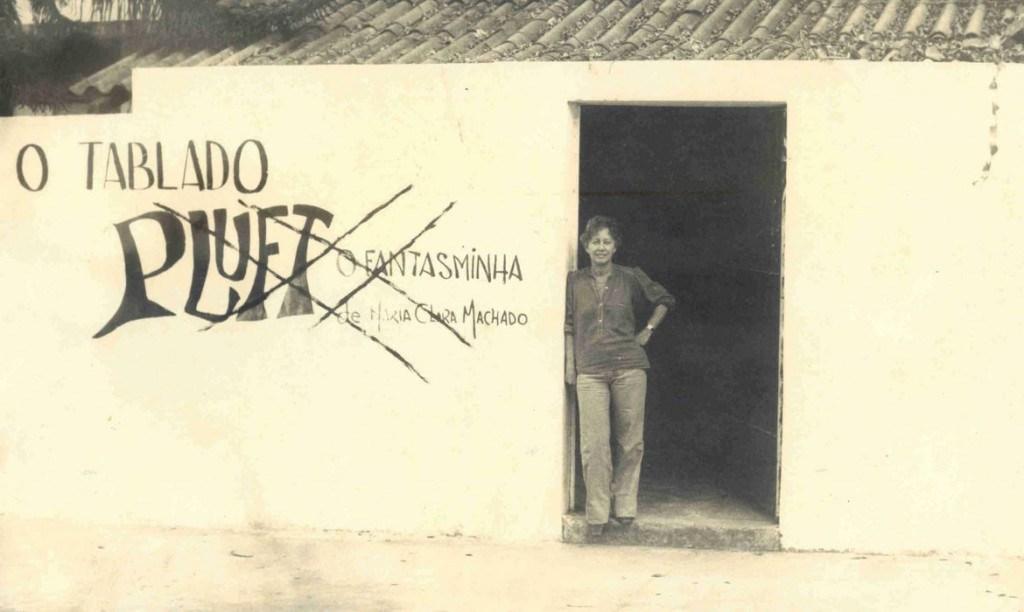 O TABLADO
PLUFT
O FANTASMINHA
de MARIA CLARA MACHADO